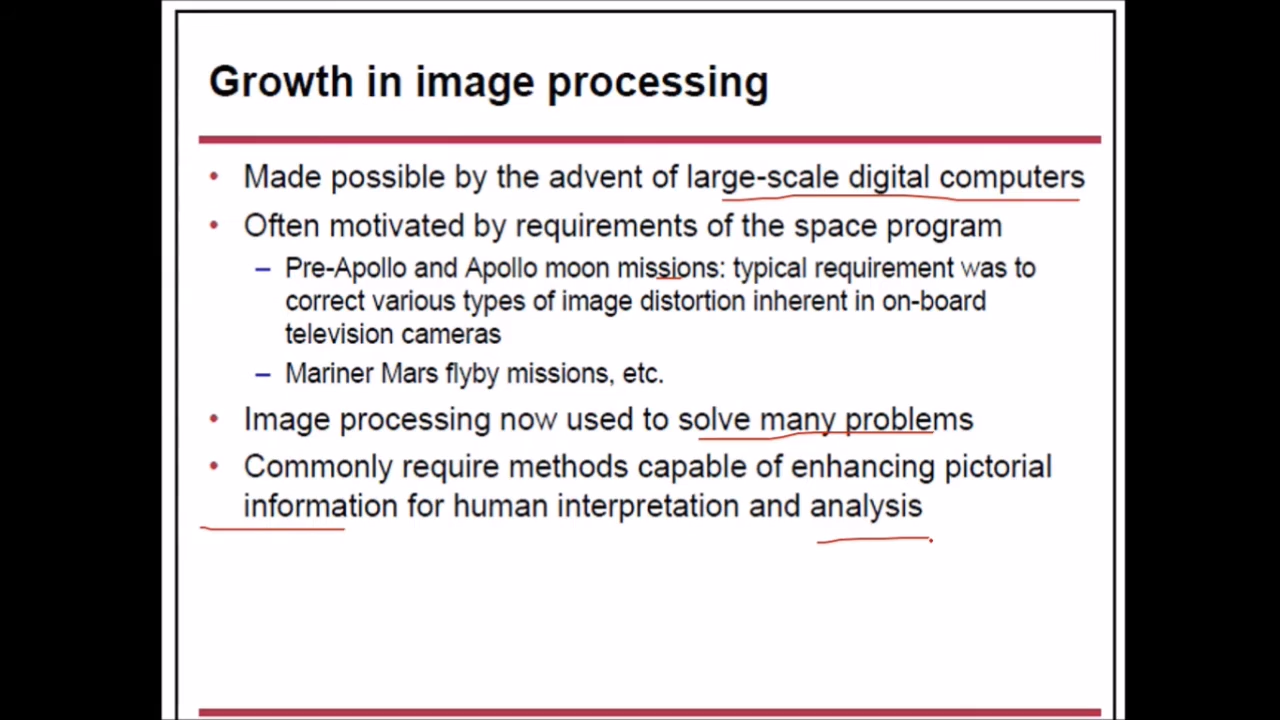 Growth in image processing
• Made possible by the advent of large-scale digital computers
• Often motivated by requirements of the space program
– Pre-Apollo and Apollo moon missions: typical requirement was to
correct various types of image distortion inherent in on-board
television cameras
– Mariner Mars flyby missions, etc.
• Image processing now used to solve many problems
• Commonly require methods capable of enhancing pictorial
information for human interpretation and analysis